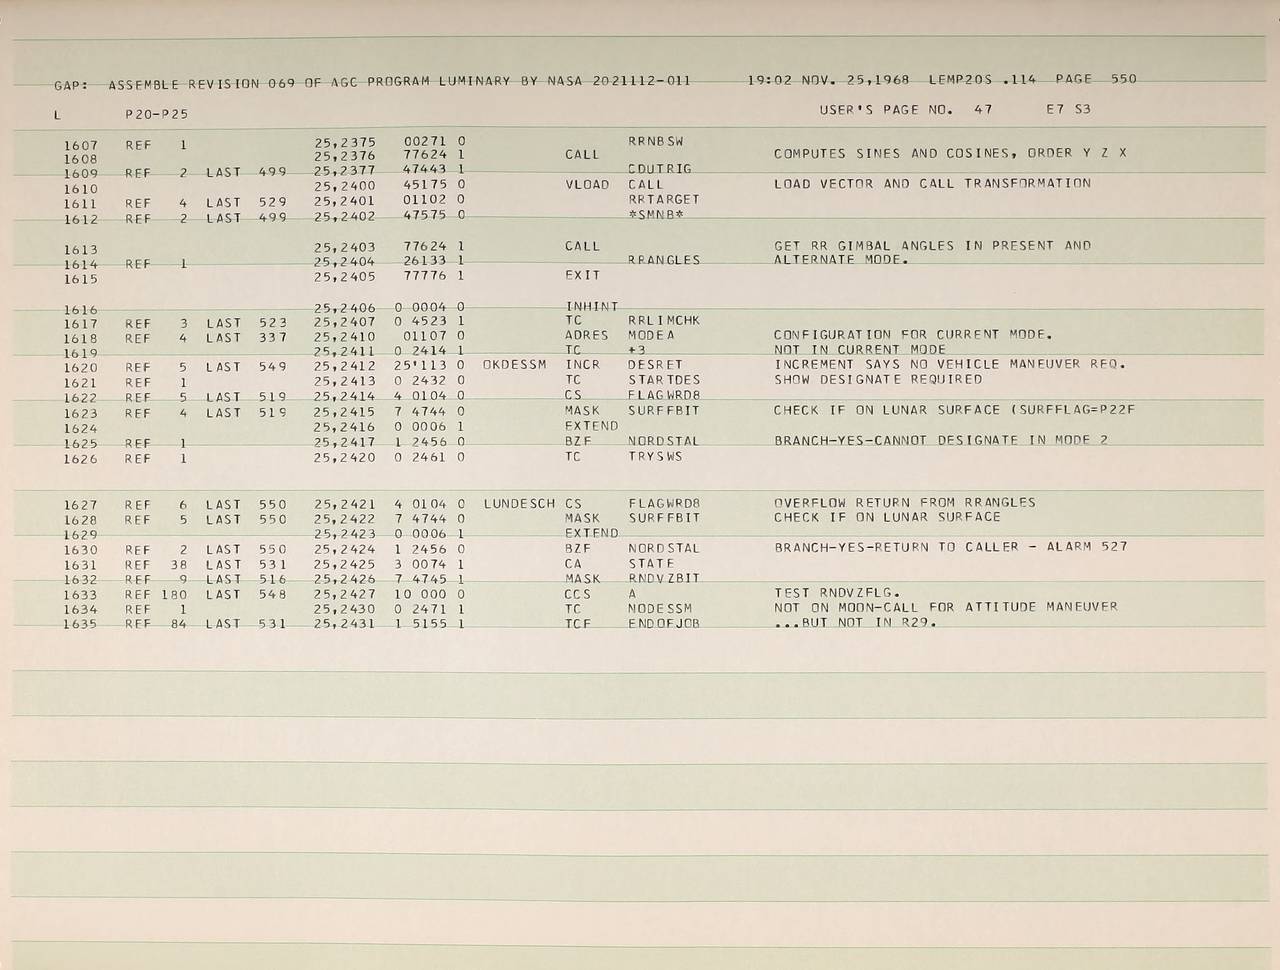 GAP: ASSEMBLE REVISION 069 OF AGC PROGRAM LUMINARY BY NASA 2021112-011 19:02 NOV. 25,1968 LEMP20S .114 PAGE 550
L P20-P25 USER'S PAGE NO. 47 E7 S3
1607 REF 1 25,2375 00271 0 RRNBSW
1608 25,2376 77624 1 CALL COMPUTES SINES AND COSINES, ORDER Y Z X
1609 REF 2 LAST 499 25,2377 47443 1 CDUTRIG
1610 25,2400 45175 0 VLOAD CALL LOAD VECTOR AND CALL TRANSFORMATION
1611 REF 4 LAST 529 25,2401 01102 0 RRTARGET
1612 REF 2 LAST 499 25,2402 47575 0 *SMNB*
1613 25,2403 77624 1 CALL GET RR GIMBAL ANGLES IN PRESENT AND
1614 REF 1 25,2404 26133 1 RRANGLES ALTERNATE MODE.
1615 25,2405 77776 1 EXIT
1616 25,2406 0 0004 0 INHINT
1617 REF 3 LAST 523 25,2407 0 4523 1 TC RRLIMCHK
1618 REF 4 LAST 337 25,2410 01107 0 ADRES MODEA CONFIGURATION FOR CURRENT MODE.
1619 25,2411 0 2414 1 TC +3 NOT IN CURRENT MODE
1620 REF 5 LAST 549 25,2412 25'113 0 OKDESSM INCR DESRET INCREMENT SAYS NO VEHICLE MANEUVER REQ.
1621 REF 1 25,2413 0 2432 0 TC STARTDES SHOW DESIGNATE REQUIRED
1622 REF 5 LAST 519 25,2414 4 0104 0 CS FLAGWRD8
1623 REF 4 LAST 519 25,2415 7 4744 0 MASK SURFFBIT CHECK IF ON LUNAR SURFACE (SURFFLAG=P22F
1624 25,2416 0 0006 1 EXTEND
1625 REF 1 25,2417 1 2456 0 BZF NORDSTAL BRANCH-YES-CANNOT DESIGNATE IN MODE 2
1626 REF 1 25,2420 0 2461 0 TC TRYSWS
1627 REF 6 LAST 550 25,2421 4 0104 0 LUNDESCH CS FLAGWRD8 OVERFLOW RETURN FROM RRANGLES
1628 REF 5 LAST 550 25,2422 7 4744 0 MASK SURFFBIT CHECK IF ON LUNAR SURFACE
1629 25,2423 0 0006 1 EXTEND
1630 REF 2 LAST 550 25,2424 1 2456 0 BZF NORDSTAL BRANCH-YES-RETURN TO CALLER - ALARM 527
1631 REF 38 LAST 531 25,2425 3 0074 1 CA STATE
1632 REF 9 LAST 516 25,2426 7 4745 1 MASK RNDVZBIT
1633 REF 180 LAST 548 25,2427 10 000 0 CCS A TEST RNDVZFLG.
1634 REF 1 25,2430 0 2471 1 TC NODESSM NOT ON MOON-CALL FOR ATTITUDE MANEUVER
1635 REF 84 LAST 531 25,2431 1 5155 1 TCF ENDOFJOB ...BUT NOT IN R29.